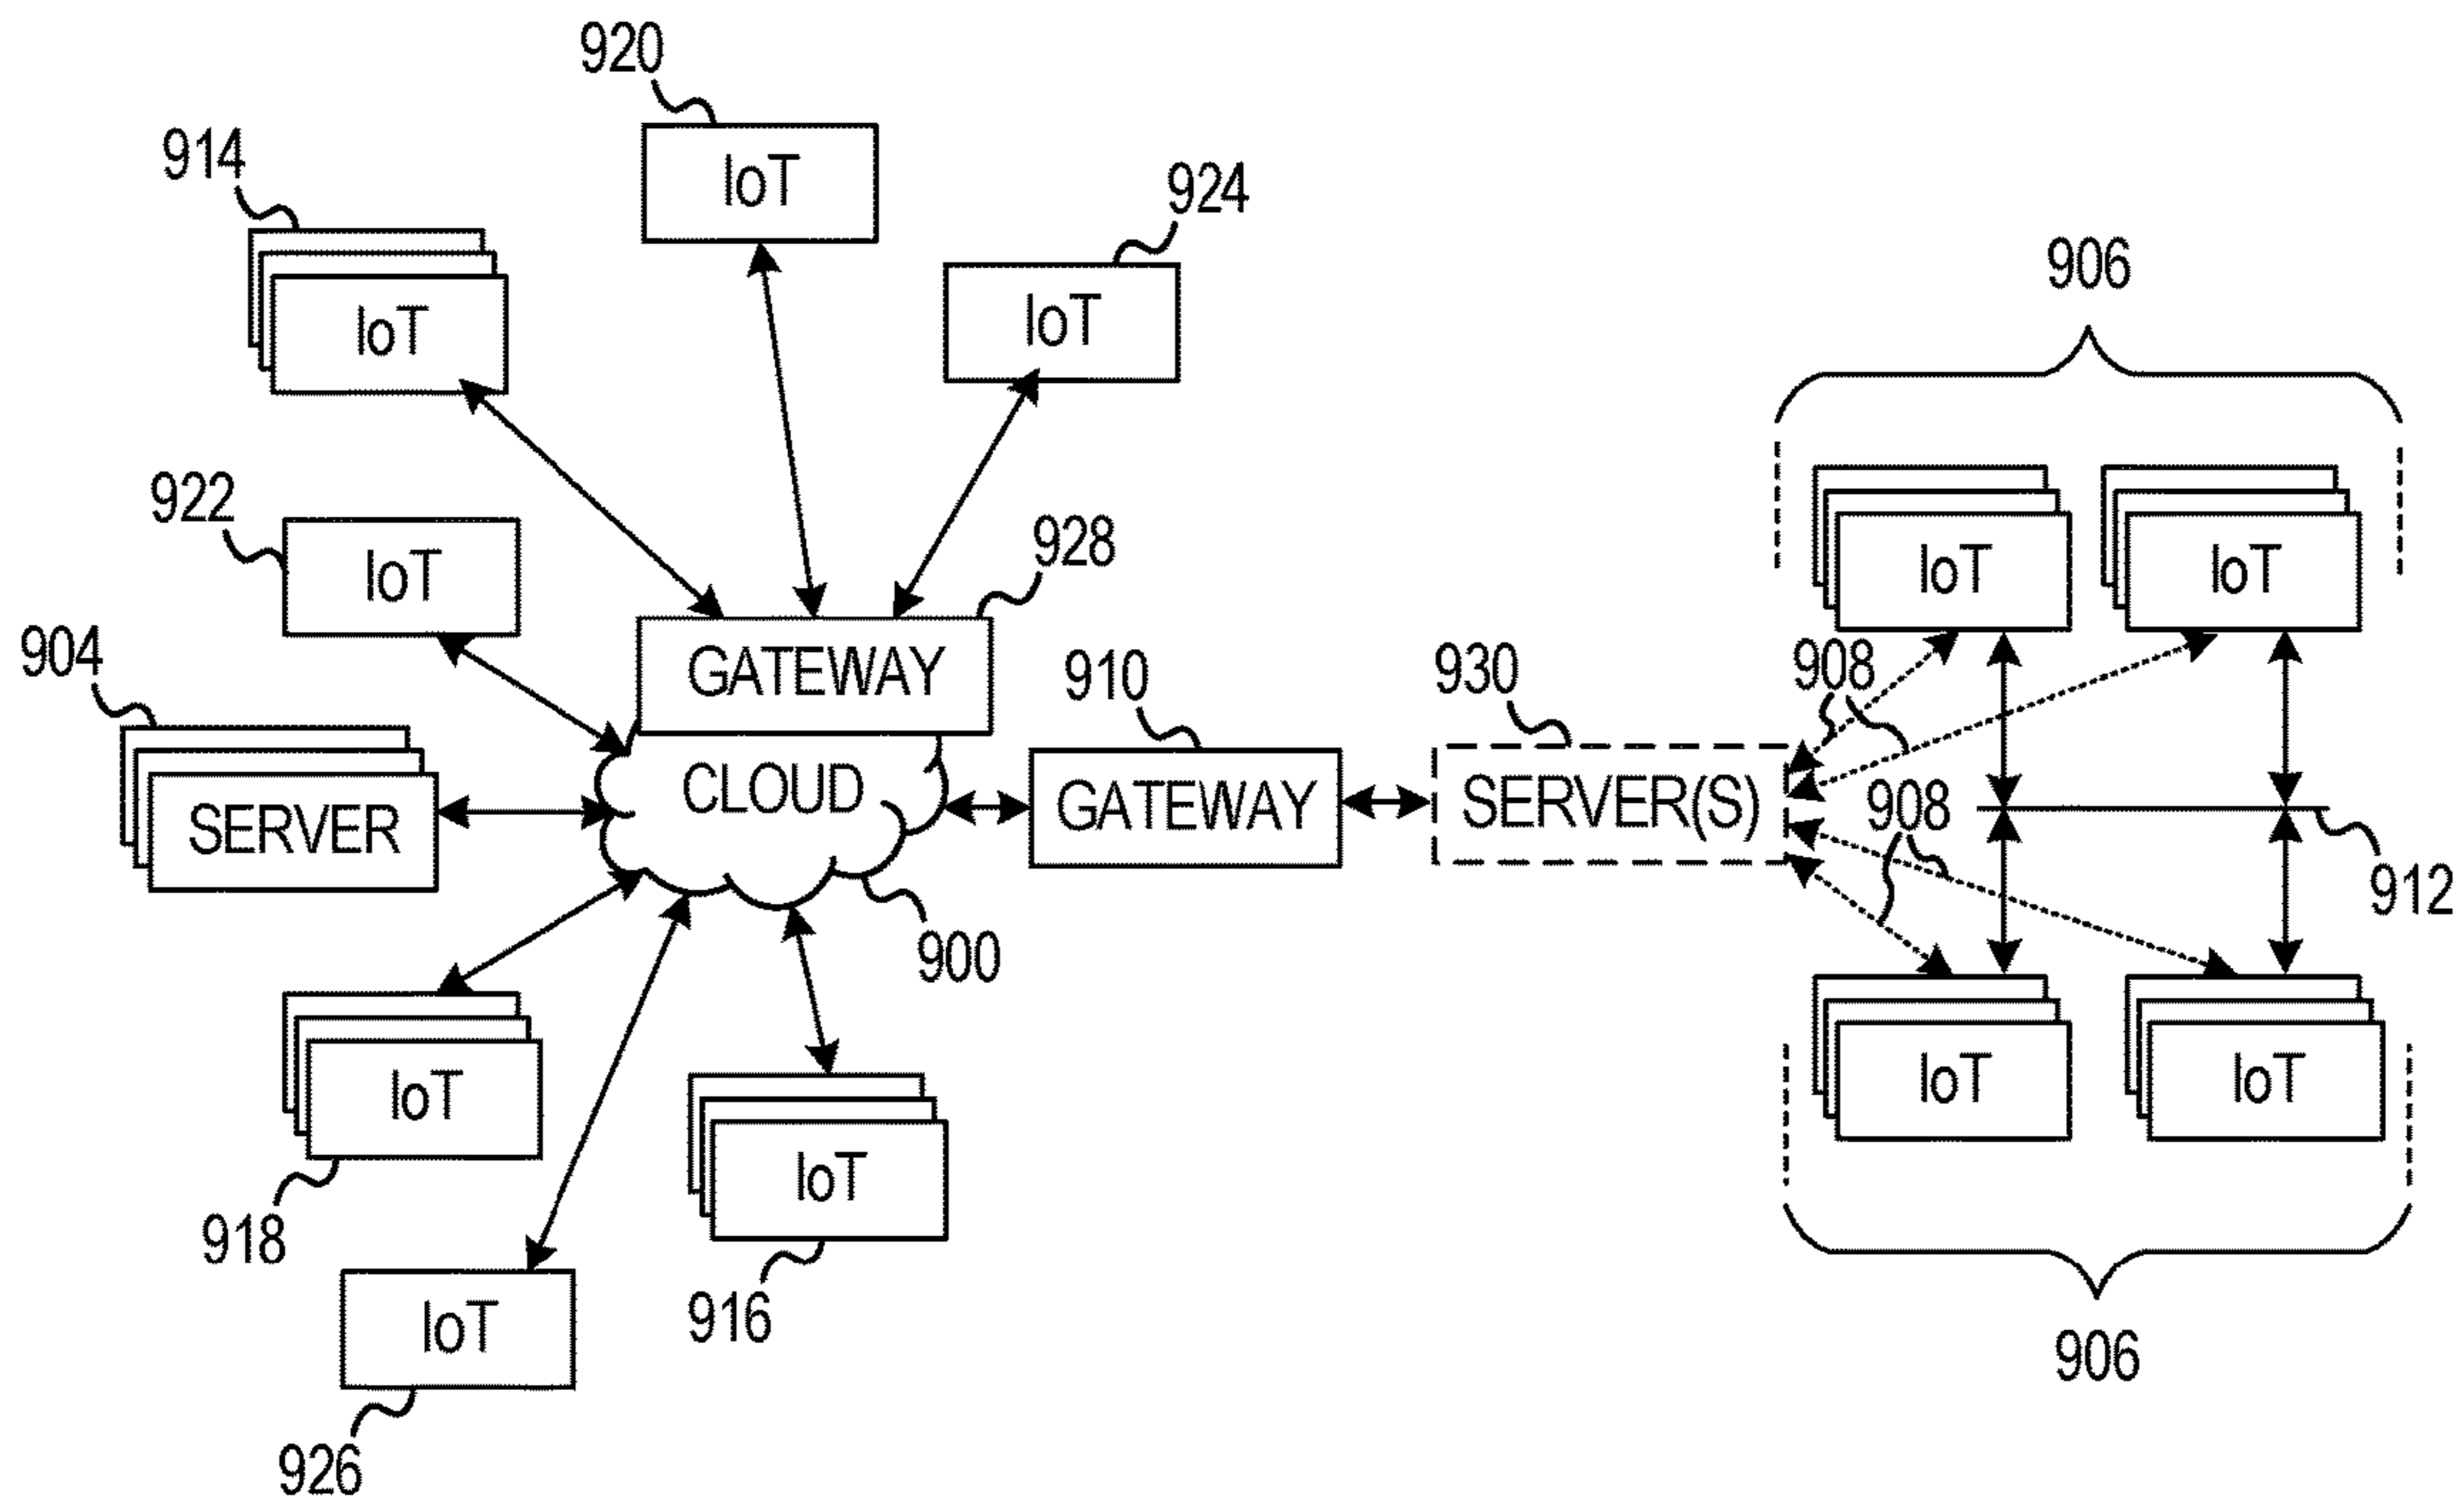 920
914
IoT
924
IoT
IoT
906
922
IoT
928
IoT
IoT
904
GATEWAY
910
930
908
SERVER
CLOUD
GATEWAY
SERVER(S)
908
912
900
IoT
IoT
IoT
918
IoT
916
IoT
906
926